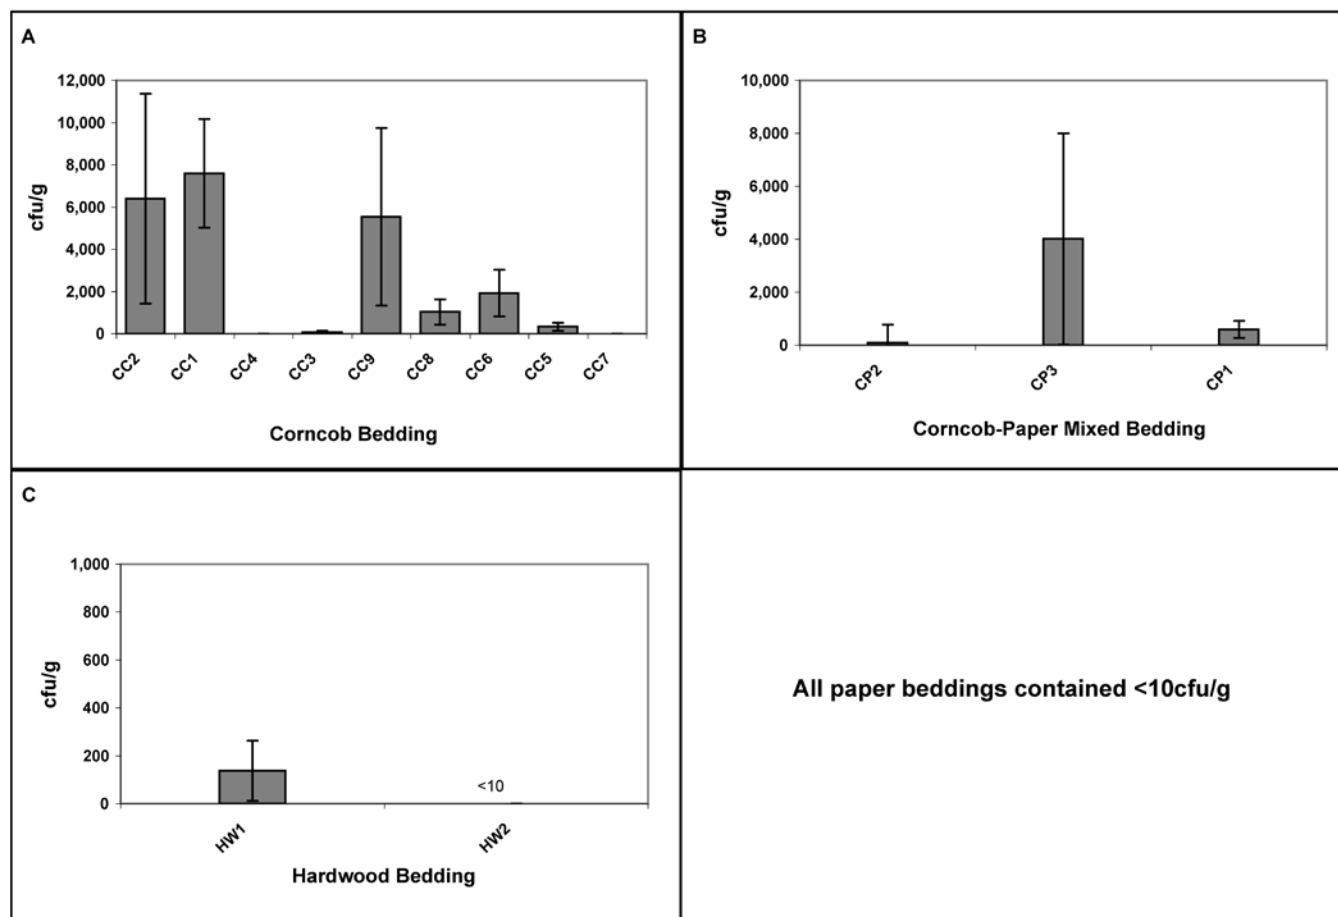 A
12,000
10,000
8,000
6,000
4,000
2,000
0
cfu/g
CC2 CC1 CC4 CC3 CC9 CC8 CC6 CC5 CC7
Corncob Bedding
B
10,000
8,000
6,000
4,000
2,000
0
cfu/g
CP2 CP3 CP1
Corncob-Paper Mixed Bedding
C
1,000
800
600
400
200
0
cfu/g
<10
HW1 HW2
Hardwood Bedding
All paper beddings contained <10cfu/g